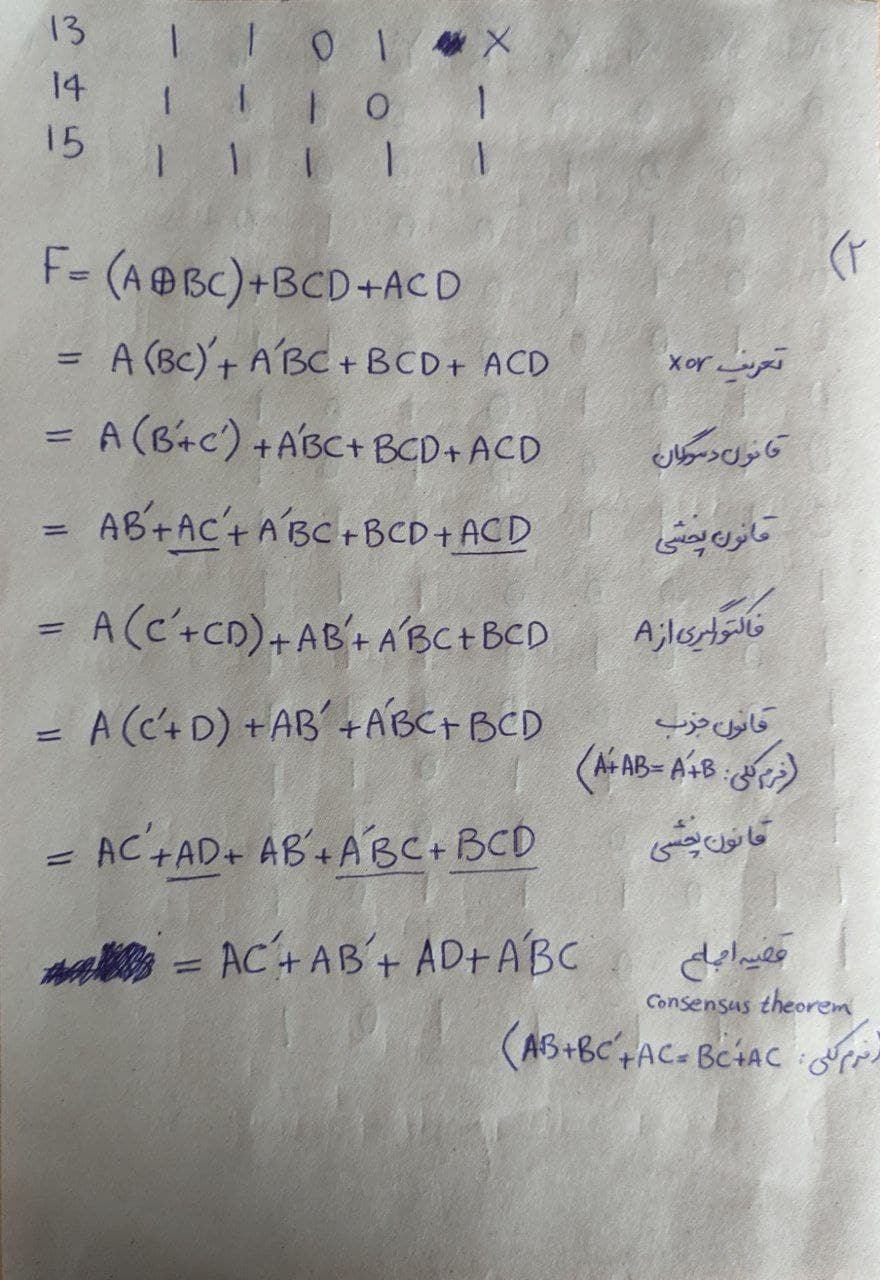 13 1 1 0 1 X
14 1 1 1 0 1
15 1 1 1 1 1
۲)
F = (A⊕BC)+BCD+ACD
= A(BC)'+ A'BC + BCD + ACD تعریف xor
= A(B'+C') + A'BC + BCD + ACD قانون دمورگان
= AB'+AC'+ A'BC + BCD + ACD قانون پخشی
= A(C'+CD)+AB'+A'BC+BCD فاکتورگیری از A
= A(C'+D) + AB' + A'BC + BCD قانون جذب
(فرم کلی: A'+AB = A'+B)
= AC'+AD + AB'+A'BC+BCD قانون پخشی
= AC'+AB'+ AD+A'BC قضیه اجماع
Consensus theorem
(فرم کلی: AB+BC'+AC = BC'+AC)